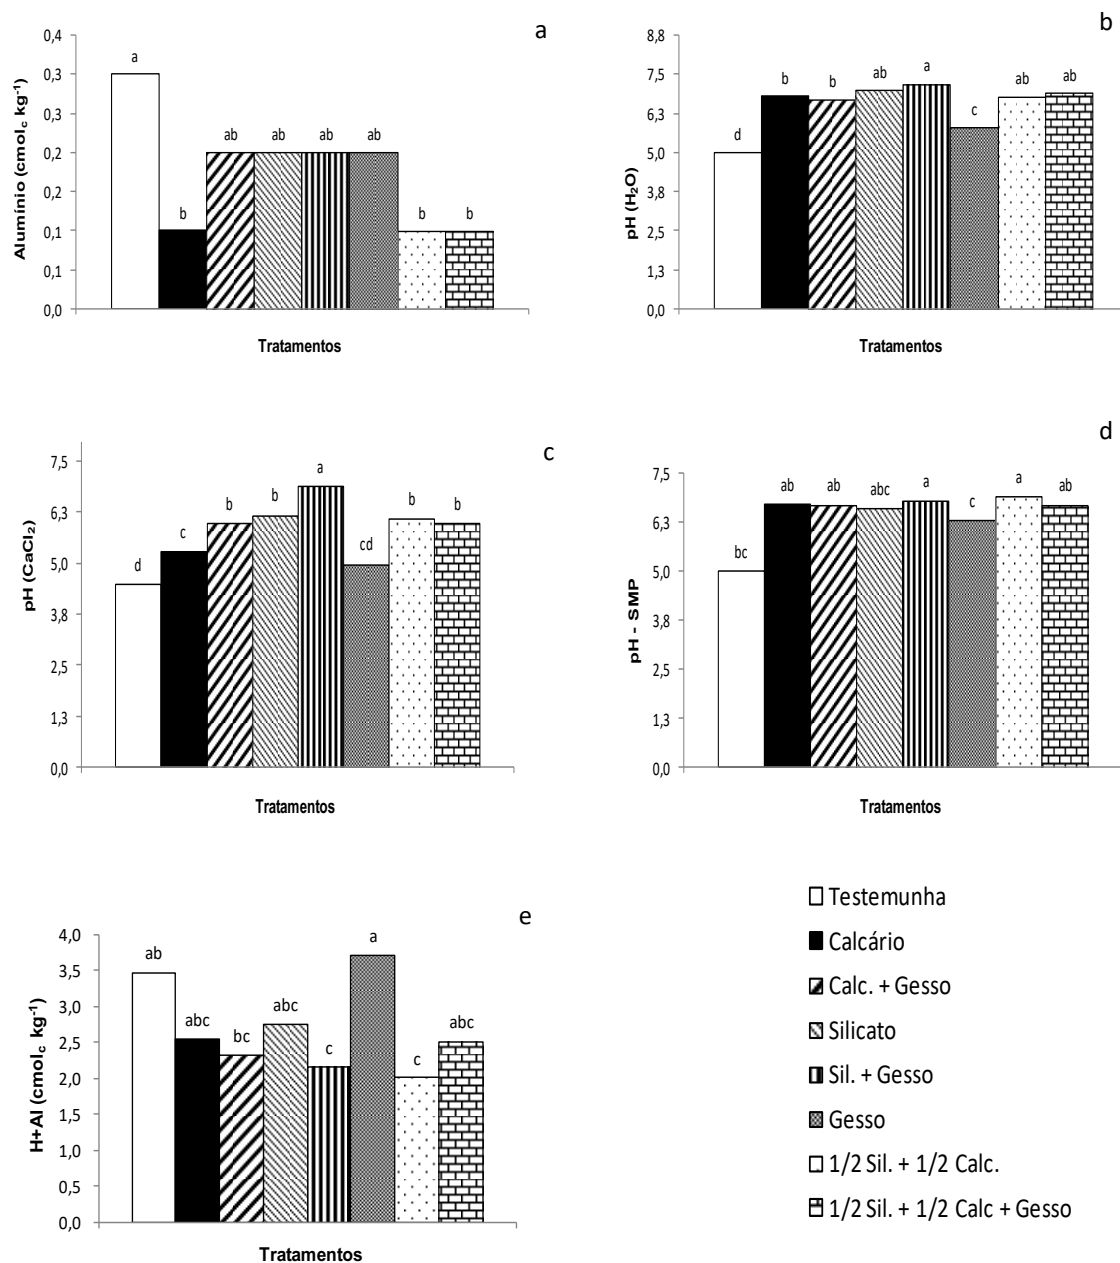 a
0,4
0,3
0,3
0,2
0,2
0,1
0,1
0,0
Alumínio (cmolc kg-1)
a
b
ab
ab
ab
ab
b
b
Tratamentos
b
8,8
7,5
6,3
5,0
3,8
2,5
1,3
0,0
pH (H2O)
d
b
b
ab
a
c
ab
ab
Tratamentos
c
7,5
6,3
5,0
3,8
2,5
1,3
0,0
pH (CaCl2)
d
c
b
b
a
cd
b
b
Tratamentos
d
7,5
6,3
5,0
3,8
2,5
1,3
0,0
pH - SMP
bc
ab
ab
abc
a
c
a
ab
Tratamentos
e
4,0
3,5
3,0
2,5
2,0
1,5
1,0
0,5
0,0
H+Al (cmolc kg-1)
ab
abc
bc
abc
c
a
c
abc
Tratamentos
Testemunha
Calcário
Calc. + Gesso
Silicato
Sil. + Gesso
Gesso
1/2 Sil. + 1/2 Calc.
1/2 Sil. + 1/2 Calc + Gesso